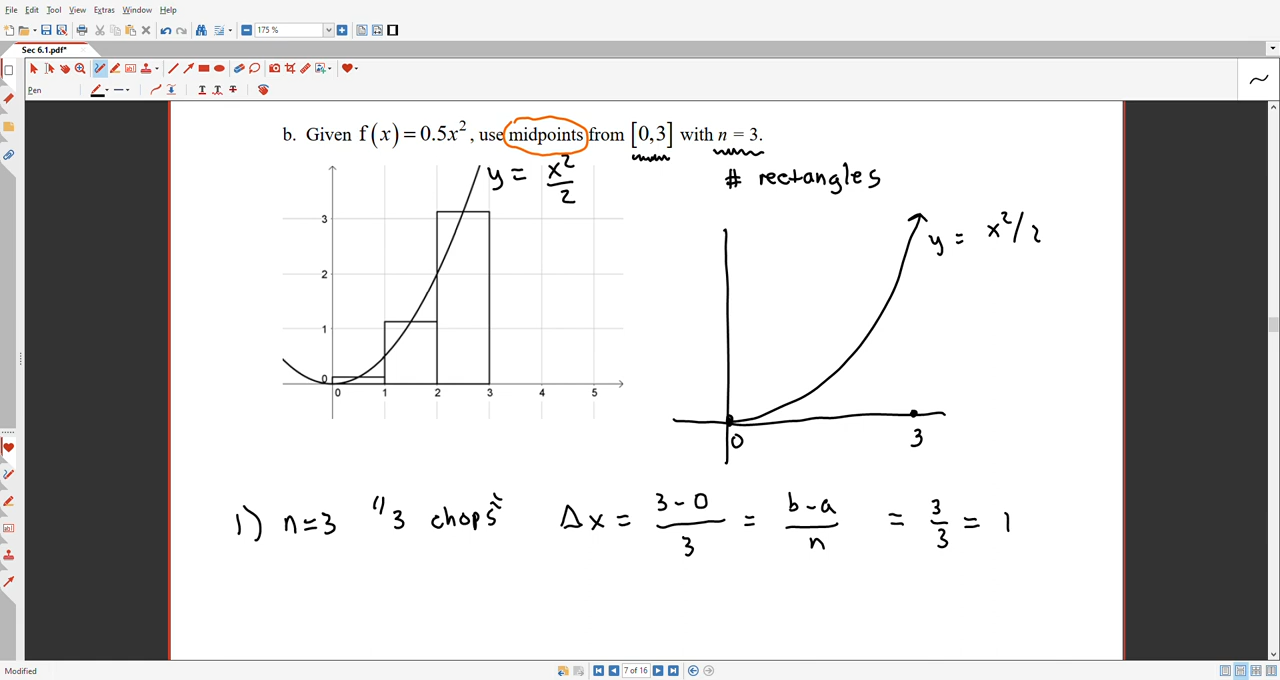 File Edit Tool View Extras Window Help
175 %
Sec 6.1.pdf*
Pen
b. Given f(x) = 0.5x², use midpoints from [0,3] with n = 3.
y = x²/2
# rectangles
3
2
1
0
0 1 2 3 4 5
y = x²/2
0 3
1) n=3 "3 chops" Δx = (3-0)/3 = (b-a)/n = 3/3 = 1
Modified
7 of 16